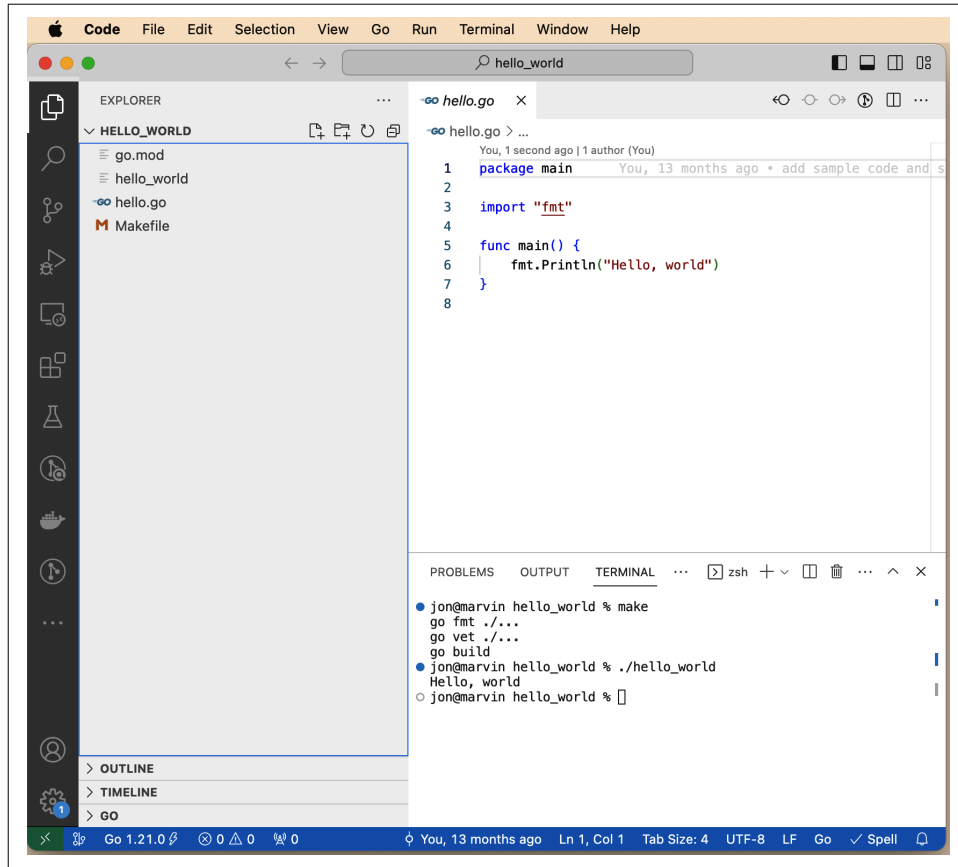 Code File Edit Selection View Go Run Terminal Window Help
hello_world
EXPLORER
HELLO_WORLD
go.mod
hello_world
GO hello.go
M Makefile
GO hello.go
GO hello.go > ...
You, 1 second ago | 1 author (You)
1 package main You, 13 months ago • add sample code and s
2
3 import "fmt"
4
5 func main() {
6 fmt.Println("Hello, world")
7 }
8
PROBLEMS OUTPUT TERMINAL ... zsh
jon@marvin hello_world % make
go fmt ./...
go vet ./...
go build
jon@marvin hello_world % ./hello_world
Hello, world
jon@marvin hello_world %
OUTLINE
TIMELINE
GO
1
Go 1.21.0 0 0 0 You, 13 months ago Ln 1, Col 1 Tab Size: 4 UTF-8 LF Go Spell